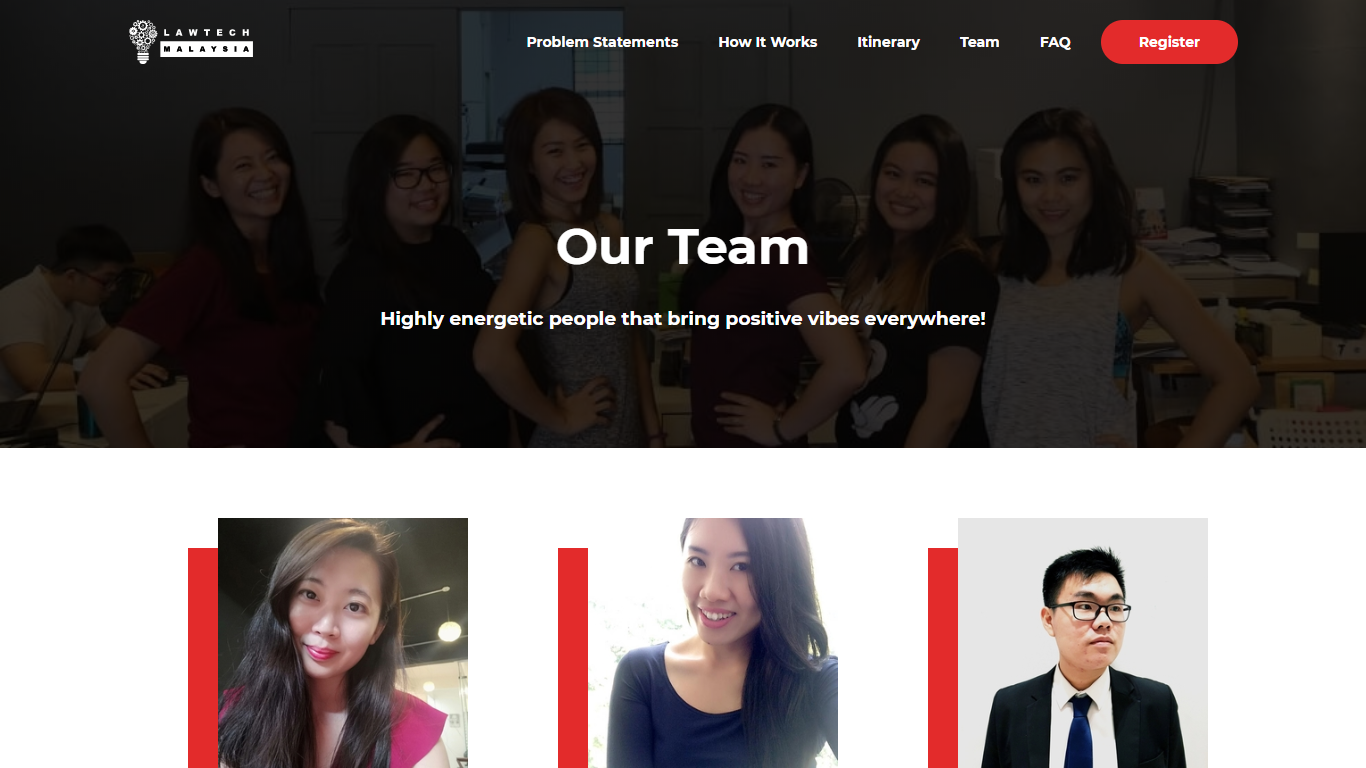 LAWTECH
MALAYSIA
Problem Statements
How It Works
Itinerary
Team
FAQ
Register
Our Team
Highly energetic people that bring positive vibes everywhere!